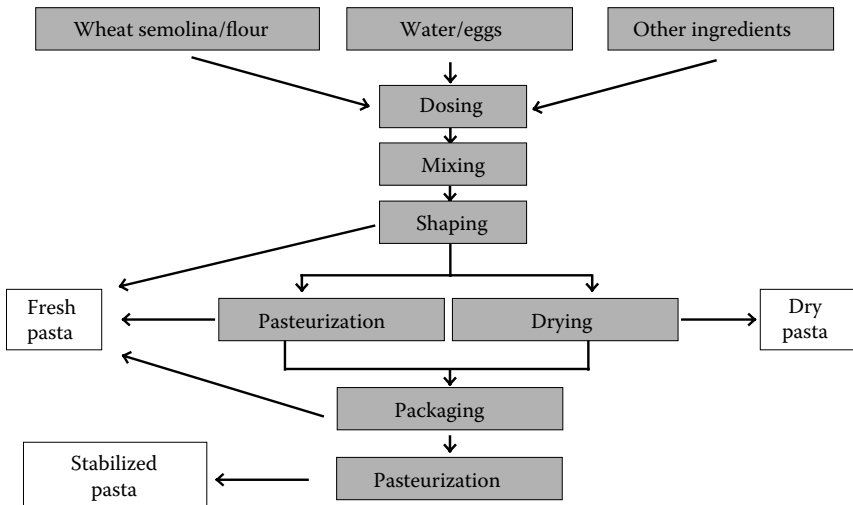 Wheat semolina/flour
Water/eggs
Other ingredients
Dosing
Mixing
Shaping
Fresh
pasta
Pasteurization
Drying
Dry
pasta
Packaging
Stabilized
pasta
Pasteurization